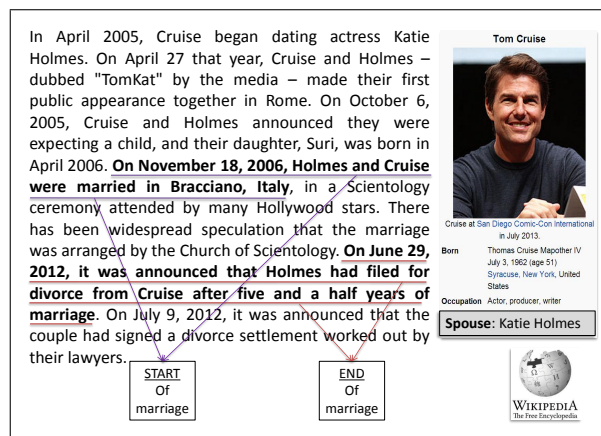 In April 2005, Cruise began dating actress Katie
Holmes. On April 27 that year, Cruise and Holmes –
dubbed "TomKat" by the media – made their first
public appearance together in Rome. On October 6,
2005, Cruise and Holmes announced they were
expecting a child, and their daughter, Suri, was born in
April 2006. On November 18, 2006, Holmes and Cruise
were married in Bracciano, Italy, in a Scientology
ceremony attended by many Hollywood stars. There
has been widespread speculation that the marriage
was arranged by the Church of Scientology. On June 29,
2012, it was announced that Holmes had filed for
divorce from Cruise after five and a half years of
marriage. On July 9, 2012, it was announced that the
couple had signed a divorce settlement worked out by
their lawyers.
START
Of
marriage
END
Of
marriage
Tom Cruise
Cruise at San Diego Comic-Con International
in July 2013.
Born Thomas Cruise Mapother IV
July 3, 1962 (age 51)
Syracuse, New York, United
States
Occupation Actor, producer, writer
Spouse: Katie Holmes
WIKIPEDIA
The Free Encyclopedia